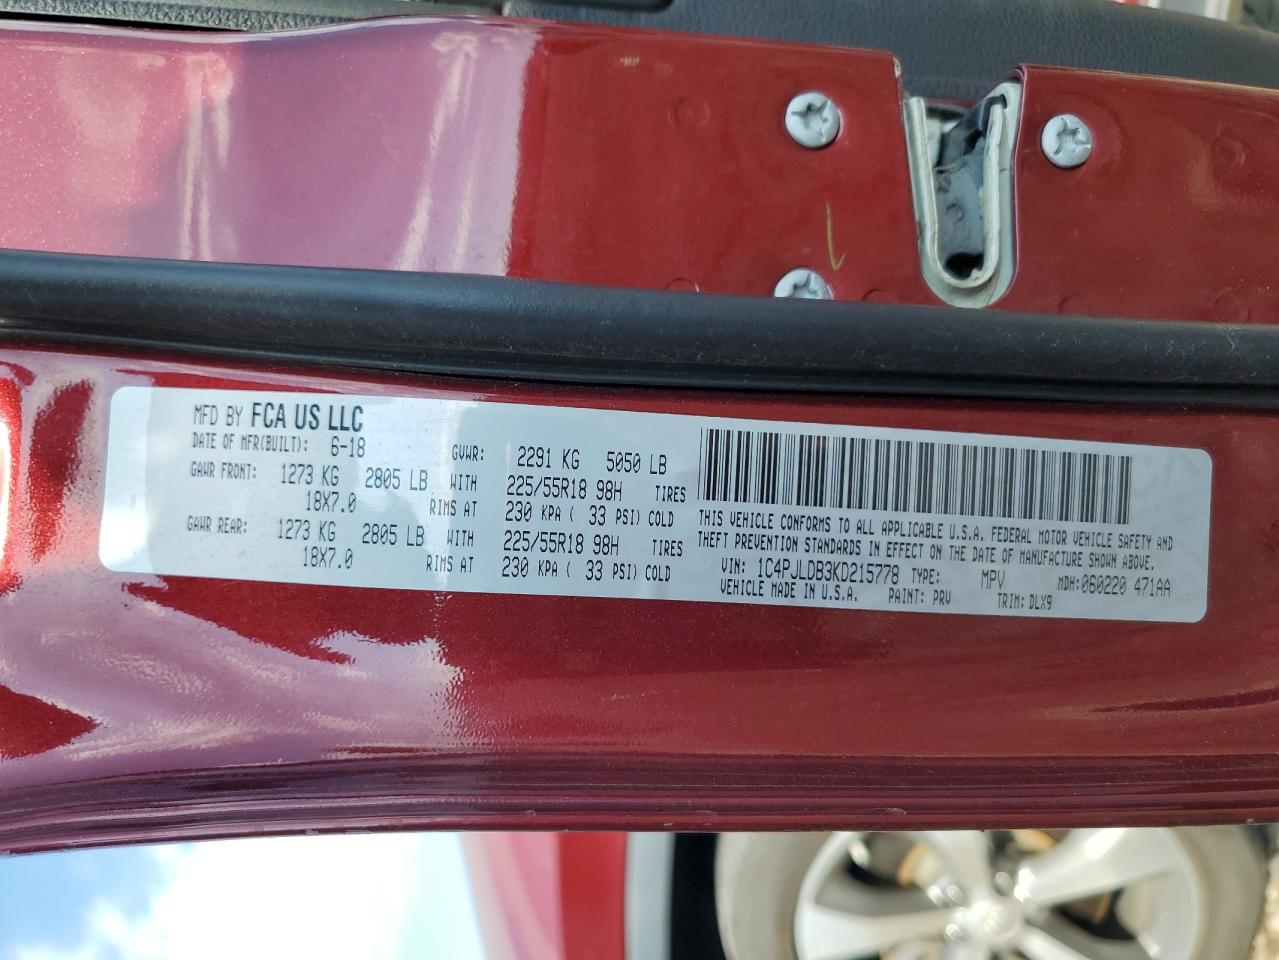 MFD BY FCA US LLC
DATE OF MFR(BUILT): 6-18 GVWR: 2291 KG 5050 LB
GAWR FRONT: 1273 KG 2805 LB WITH 225/55R18 98H TIRES
18X7.0 RIMS AT 230 KPA ( 33 PSI) COLD
GAWR REAR: 1273 KG 2805 LB WITH 225/55R18 98H TIRES
18X7.0 RIMS AT 230 KPA ( 33 PSI) COLD
THIS VEHICLE CONFORMS TO ALL APPLICABLE U.S.A. FEDERAL MOTOR VEHICLE SAFETY AND
THEFT PREVENTION STANDARDS IN EFFECT ON THE DATE OF MANUFACTURE SHOWN ABOVE.
VIN: 1C4PJLDB3KD215778 TYPE: MPV MDH:060220 471AA
VEHICLE MADE IN U.S.A. PAINT: PRV TRIM: DLX9